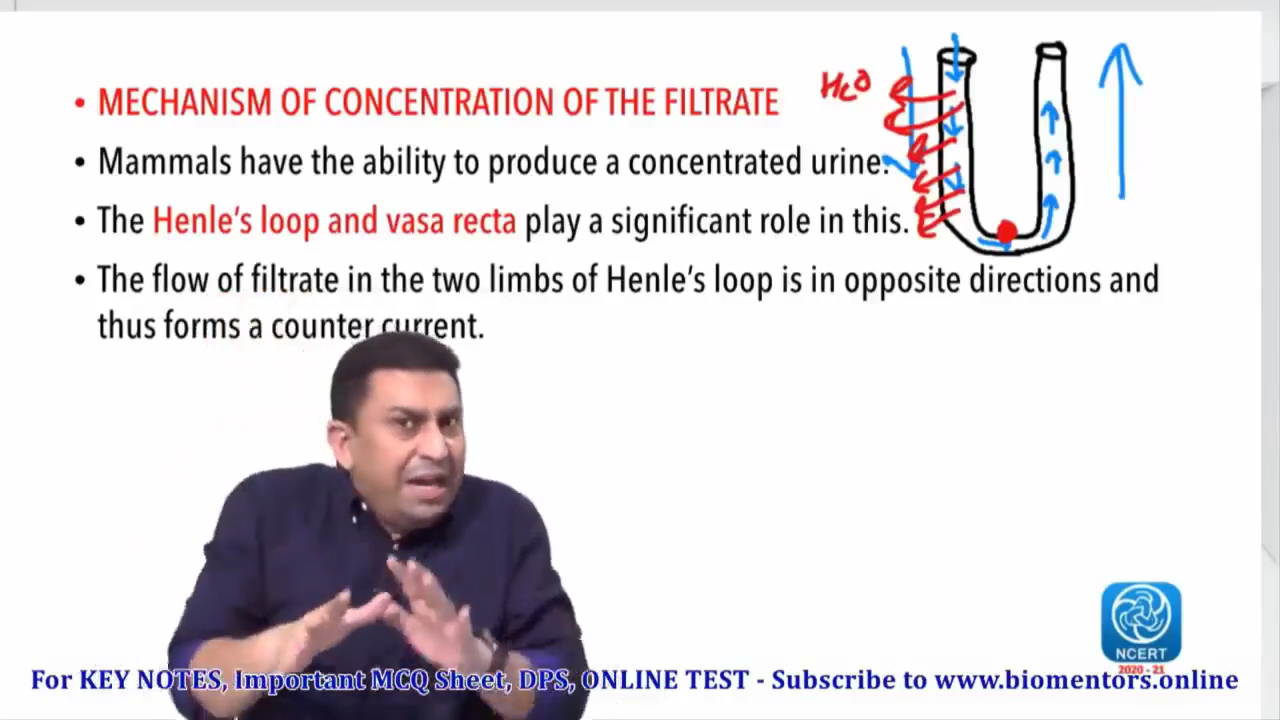 • MECHANISM OF CONCENTRATION OF THE FILTRATE
H2O
• Mammals have the ability to produce a concentrated urine.
• The Henle's loop and vasa recta play a significant role in this.
• The flow of filtrate in the two limbs of Henle's loop is in opposite directions and
thus forms a counter current.
NCERT
2020 - 21
For KEY NOTES, Important MCQ Sheet, DPS, ONLINE TEST - Subscribe to www.biomentors.online